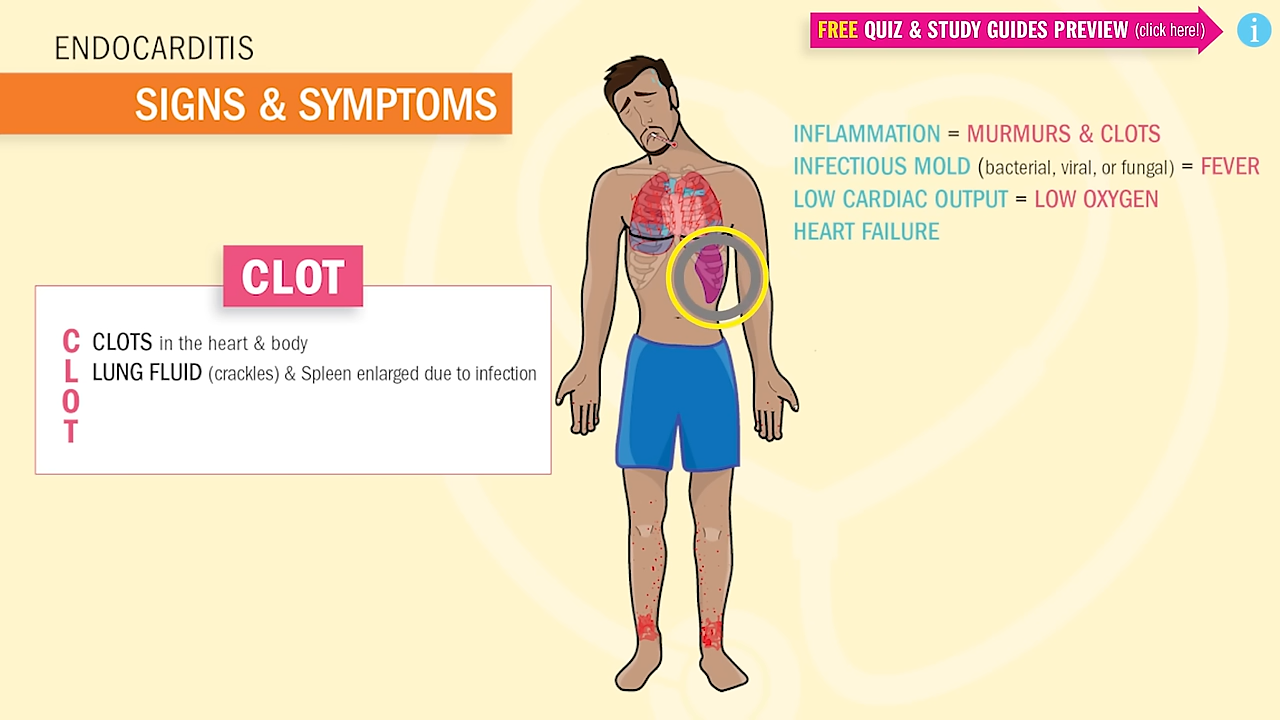 ENDOCARDITIS
SIGNS & SYMPTOMS
FREE QUIZ & STUDY GUIDES PREVIEW (click here!)
i
INFLAMMATION = MURMURS & CLOTS
INFECTIOUS MOLD (bacterial, viral, or fungal) = FEVER
LOW CARDIAC OUTPUT = LOW OXYGEN
HEART FAILURE
CLOT
C CLOTS in the heart & body
L LUNG FLUID (crackles) & Spleen enlarged due to infection
O
T